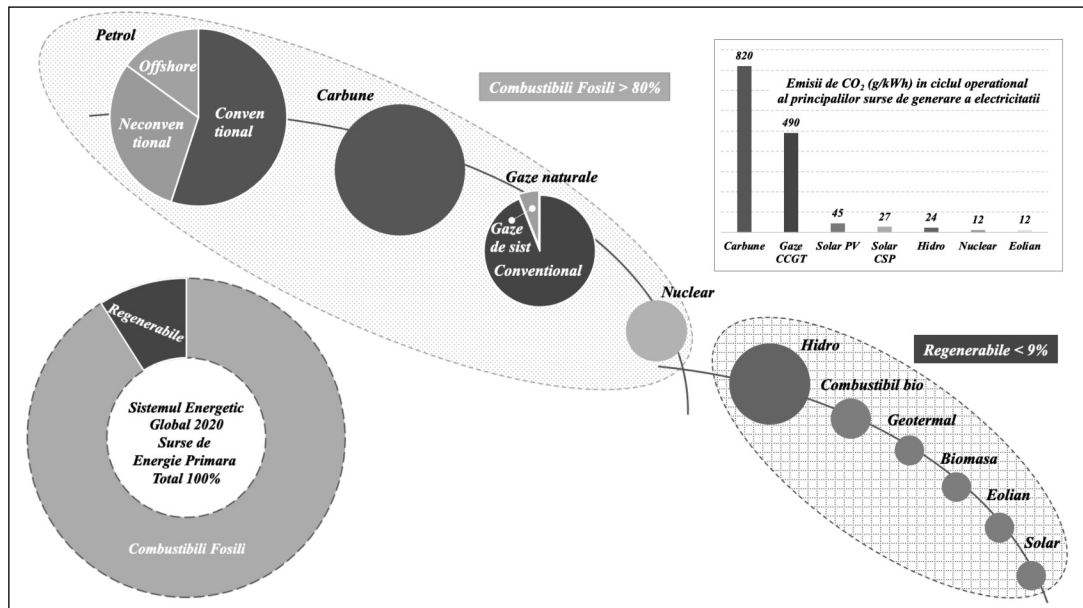 Petrol
Offshore
Neconven
tional
Conven
tional
Carbune
Combustibili Fosili > 80%
Gaze naturale
Gaze
de sist
Conventional
Nuclear
820
490
45
27
24
12
12
Emisii de CO₂ (g/kWh) in ciclul operational
al principalilor surse de generare a electricitatii
Carbune
Gaze
CCGT
Solar PV
Solar
CSP
Hidro
Nuclear
Eolian
Regenerabile
Sistemul Energetic
Global 2020
Surse de
Energie Primara
Total 100%
Combustibili Fosili
Regenerabile < 9%
Hidro
Combustibil bio
Geotermal
Biomasa
Eolian
Solar